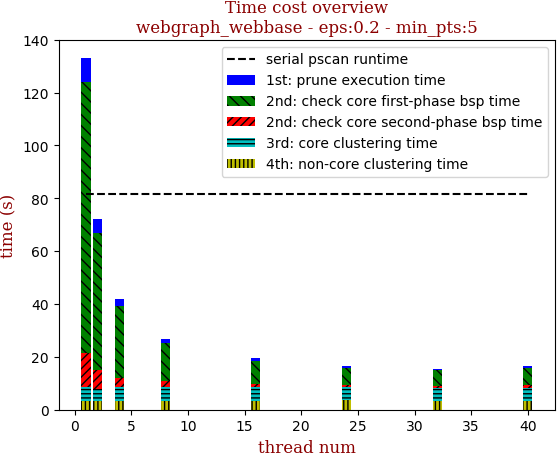 Time cost overview
webgraph_webbase - eps:0.2 - min_pts:5
serial pscan runtime
1st: prune execution time
2nd: check core first-phase bsp time
2nd: check core second-phase bsp time
3rd: core clustering time
4th: non-core clustering time
time (s)
140
120
100
80
60
40
20
0
0 5 10 15 20 25 30 35 40
thread num